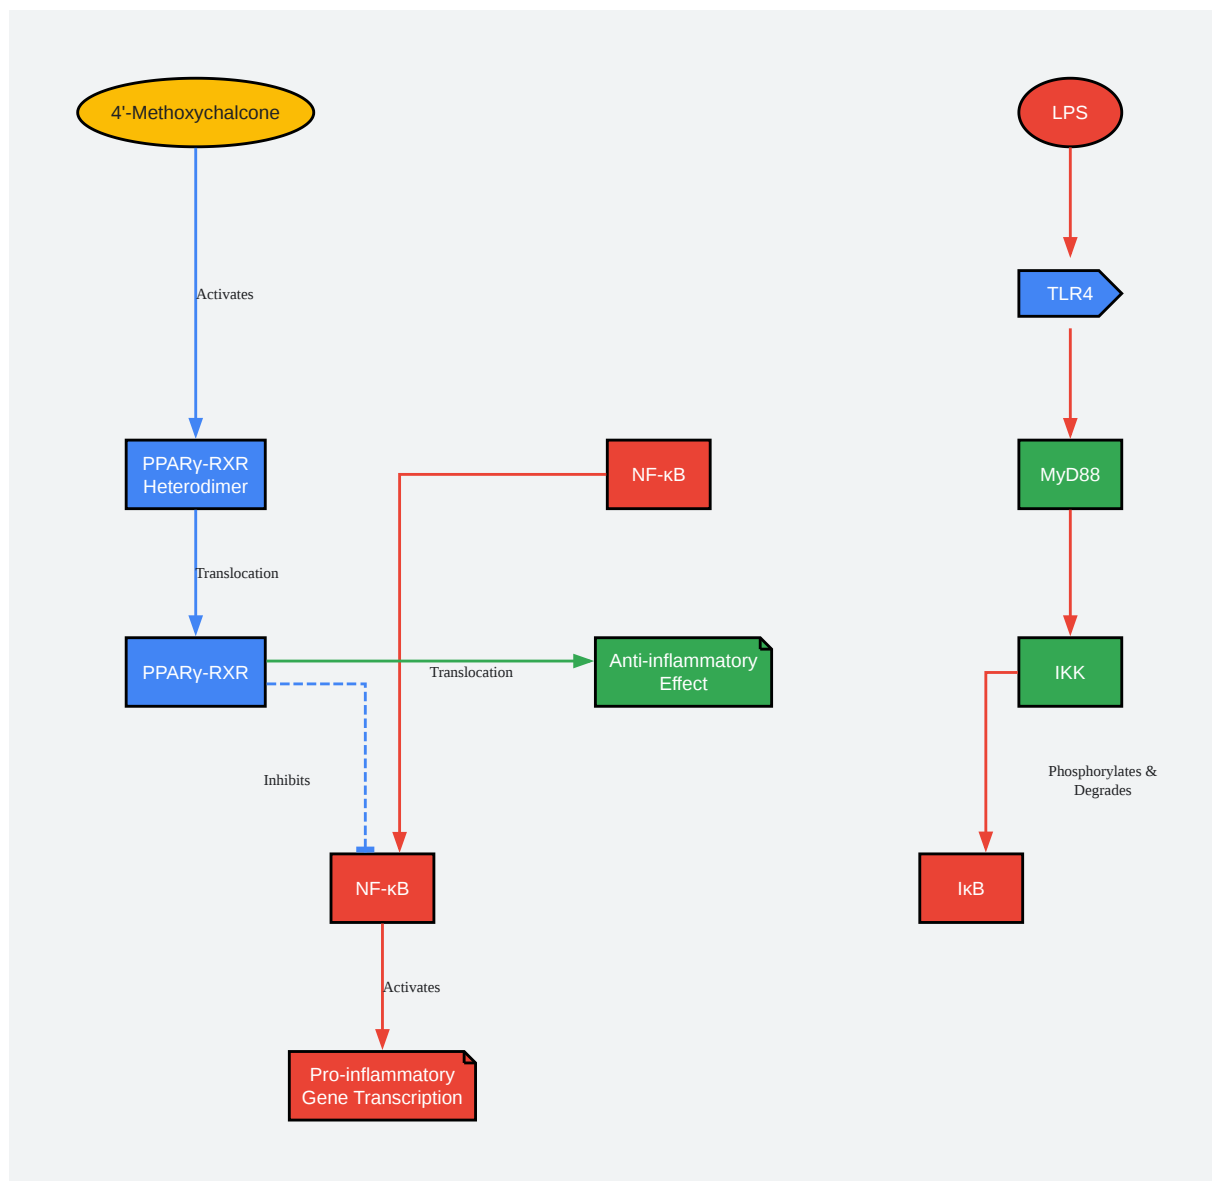 4'-Methoxychalcone
LPS
Activates
TLR4
PPARγ-RXR
Heterodimer
NF-κB
MyD88
Translocation
PPARγ-RXR
Translocation
Anti-inflammatory
Effect
IKK
Inhibits
Phosphorylates &
Degrades
NF-κB
IκB
Activates
Pro-inflammatory
Gene Transcription